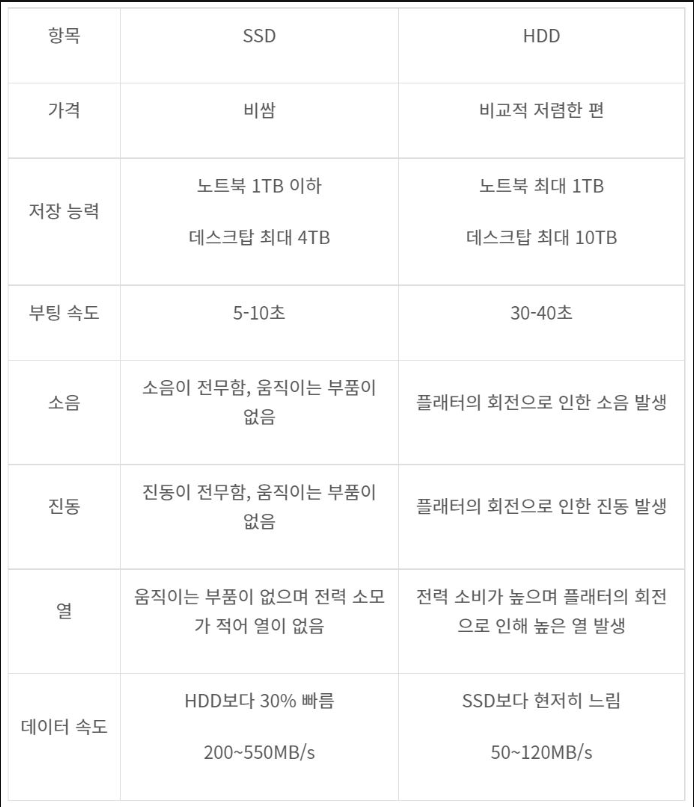 항목 SSD HDD
가격 비쌈 비교적 저렴한 편
저장 능력
노트북 1TB 이하
데스크탑 최대 4TB
노트북 최대 1TB
데스크탑 최대 10TB
부팅 속도 5-10초 30-40초
소음
소음이 전무함, 움직이는 부품이
없음
플래터의 회전으로 인한 소음 발생
진동
진동이 전무함, 움직이는 부품이
없음
플래터의 회전으로 인한 진동 발생
열
움직이는 부품이 없으며 전력 소모
가 적어 열이 없음
전력 소비가 높으며 플래터의 회전
으로 인해 높은 열 발생
데이터 속도
HDD보다 30% 빠름
200~550MB/s
SSD보다 현저히 느림
50~120MB/s